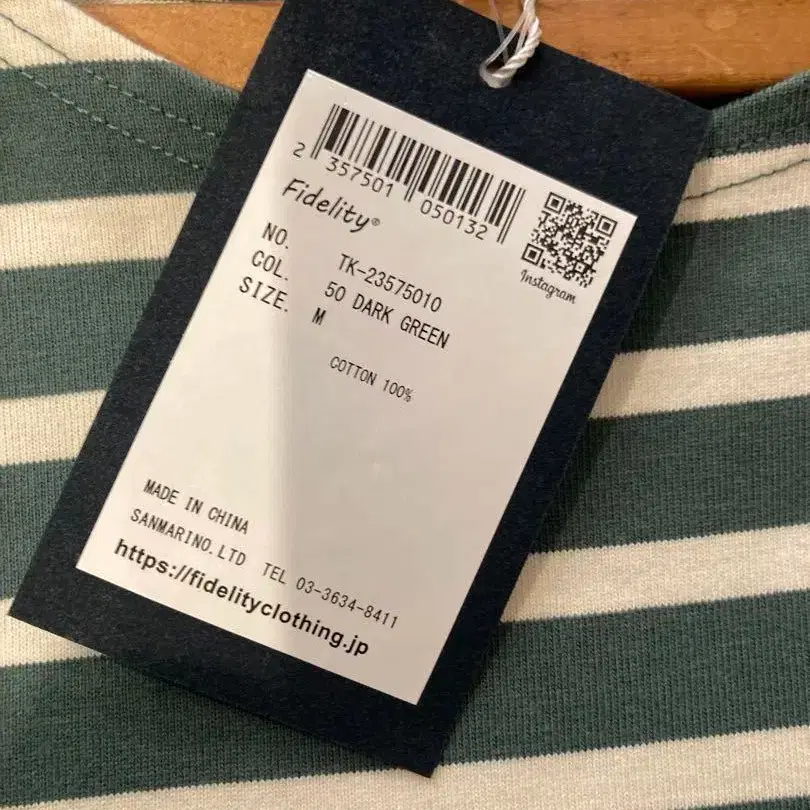 2 357501 050132
Fidelity®
Instagram
NO. TK-23575010
COL. 50 DARK GREEN
SIZE. M
COTTON 100%
MADE IN CHINA
SANMARINO.LTD TEL 03-3634-8411
https://fidelityclothing.jp